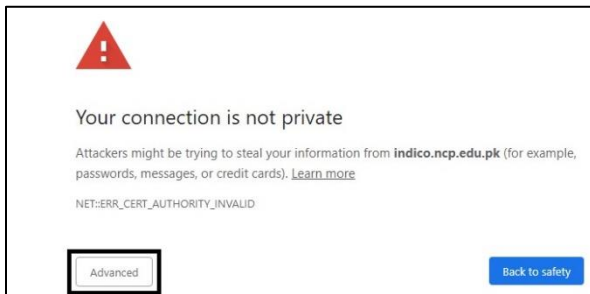 Your connection is not private
Attackers might be trying to steal your information from indico.ncp.edu.pk (for example,
passwords, messages, or credit cards). Learn more
NET::ERR_CERT_AUTHORITY_INVALID
Advanced
Back to safety